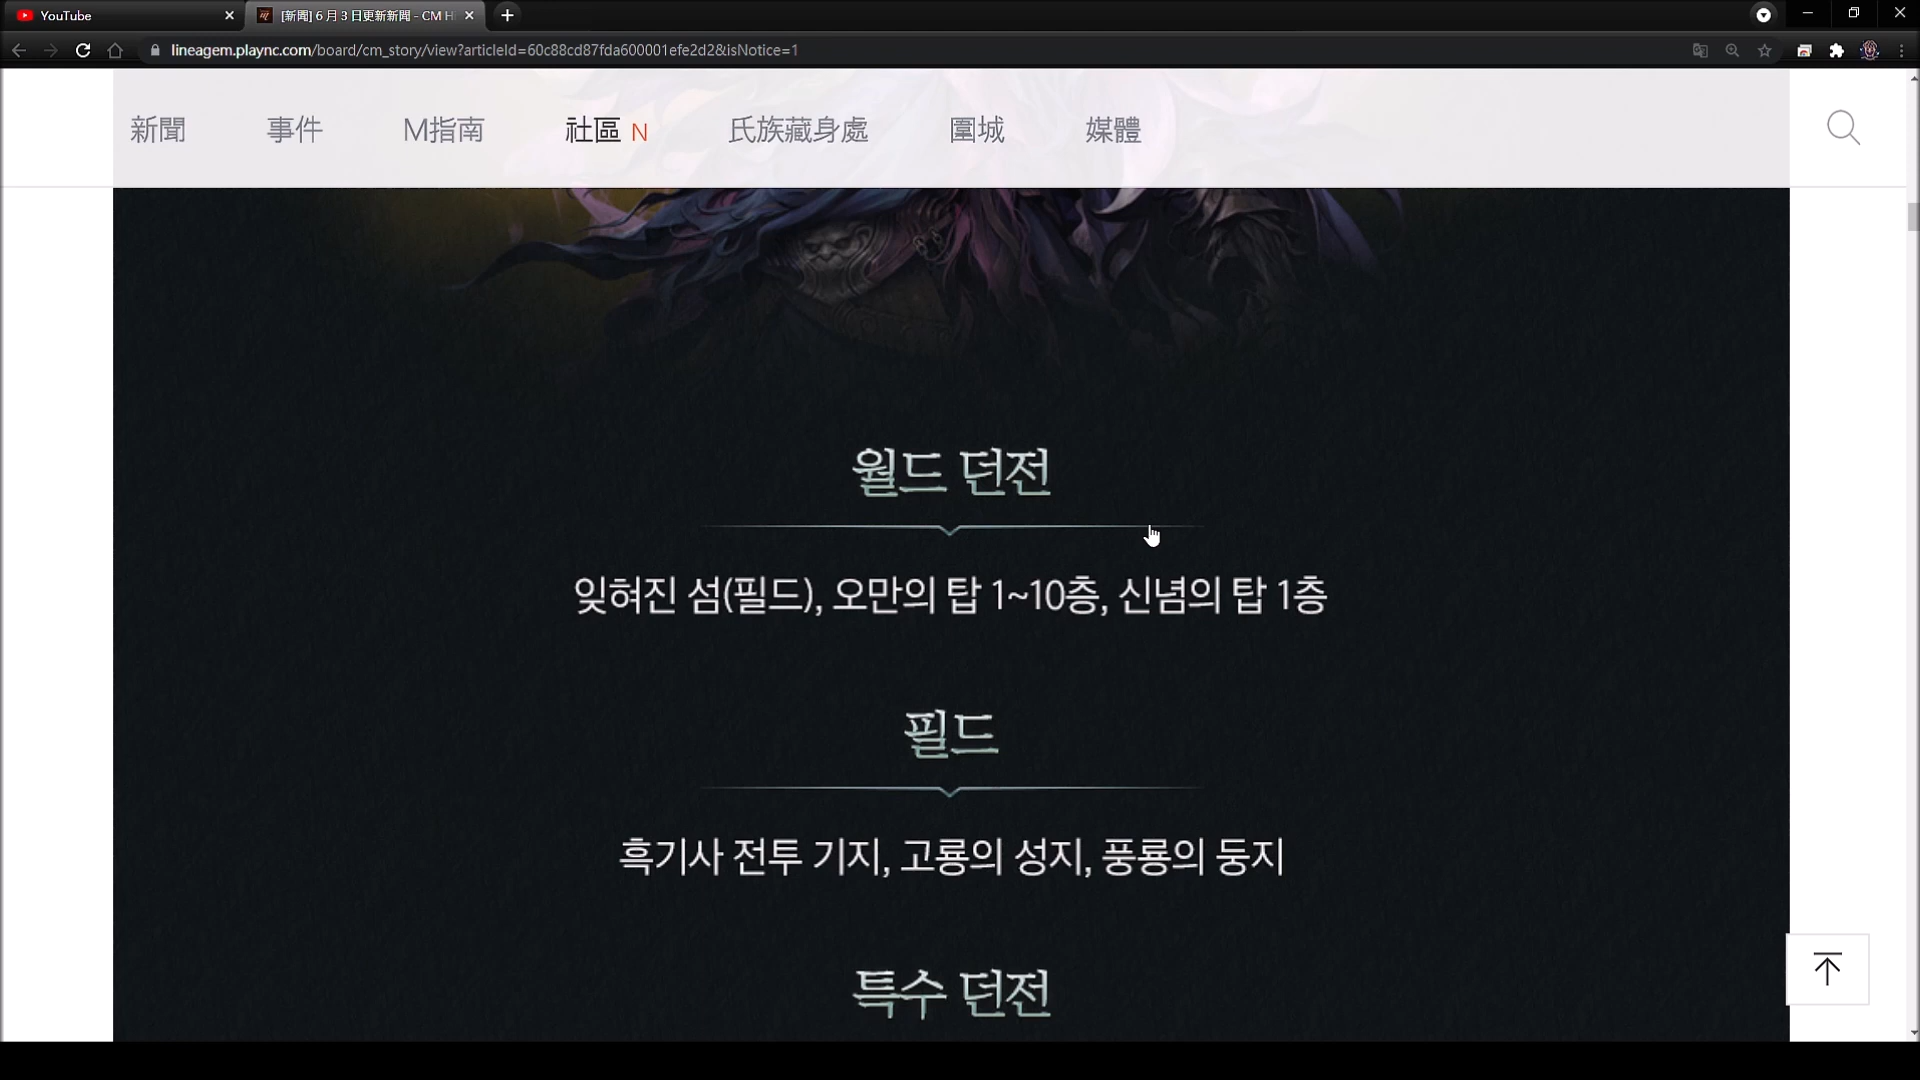 YouTube
[新聞] 6 月 3 日更新新聞 - CM H
lineagem.plaync.com/board/cm_story/view?articleId=60c88cd87fda600001efe2d2&isNotice=1
新聞 事件 M指南 社區 N 氏族藏身處 圍城 媒體
월드 던전
잊혀진 섬(필드), 오만의 탑 1~10층, 신념의 탑 1층
필드
흑기사 전투 기지, 고룡의 성지, 풍룡의 둥지
특수 던전